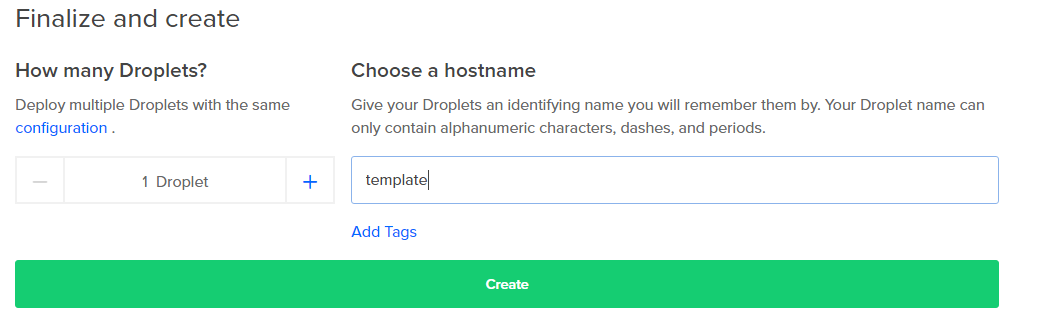 Finalize and create
How many Droplets?
Deploy multiple Droplets with the same
configuration .
1 Droplet
Choose a hostname
Give your Droplets an identifying name you will remember them by. Your Droplet name can
only contain alphanumeric characters, dashes, and periods.
template
Add Tags
Create